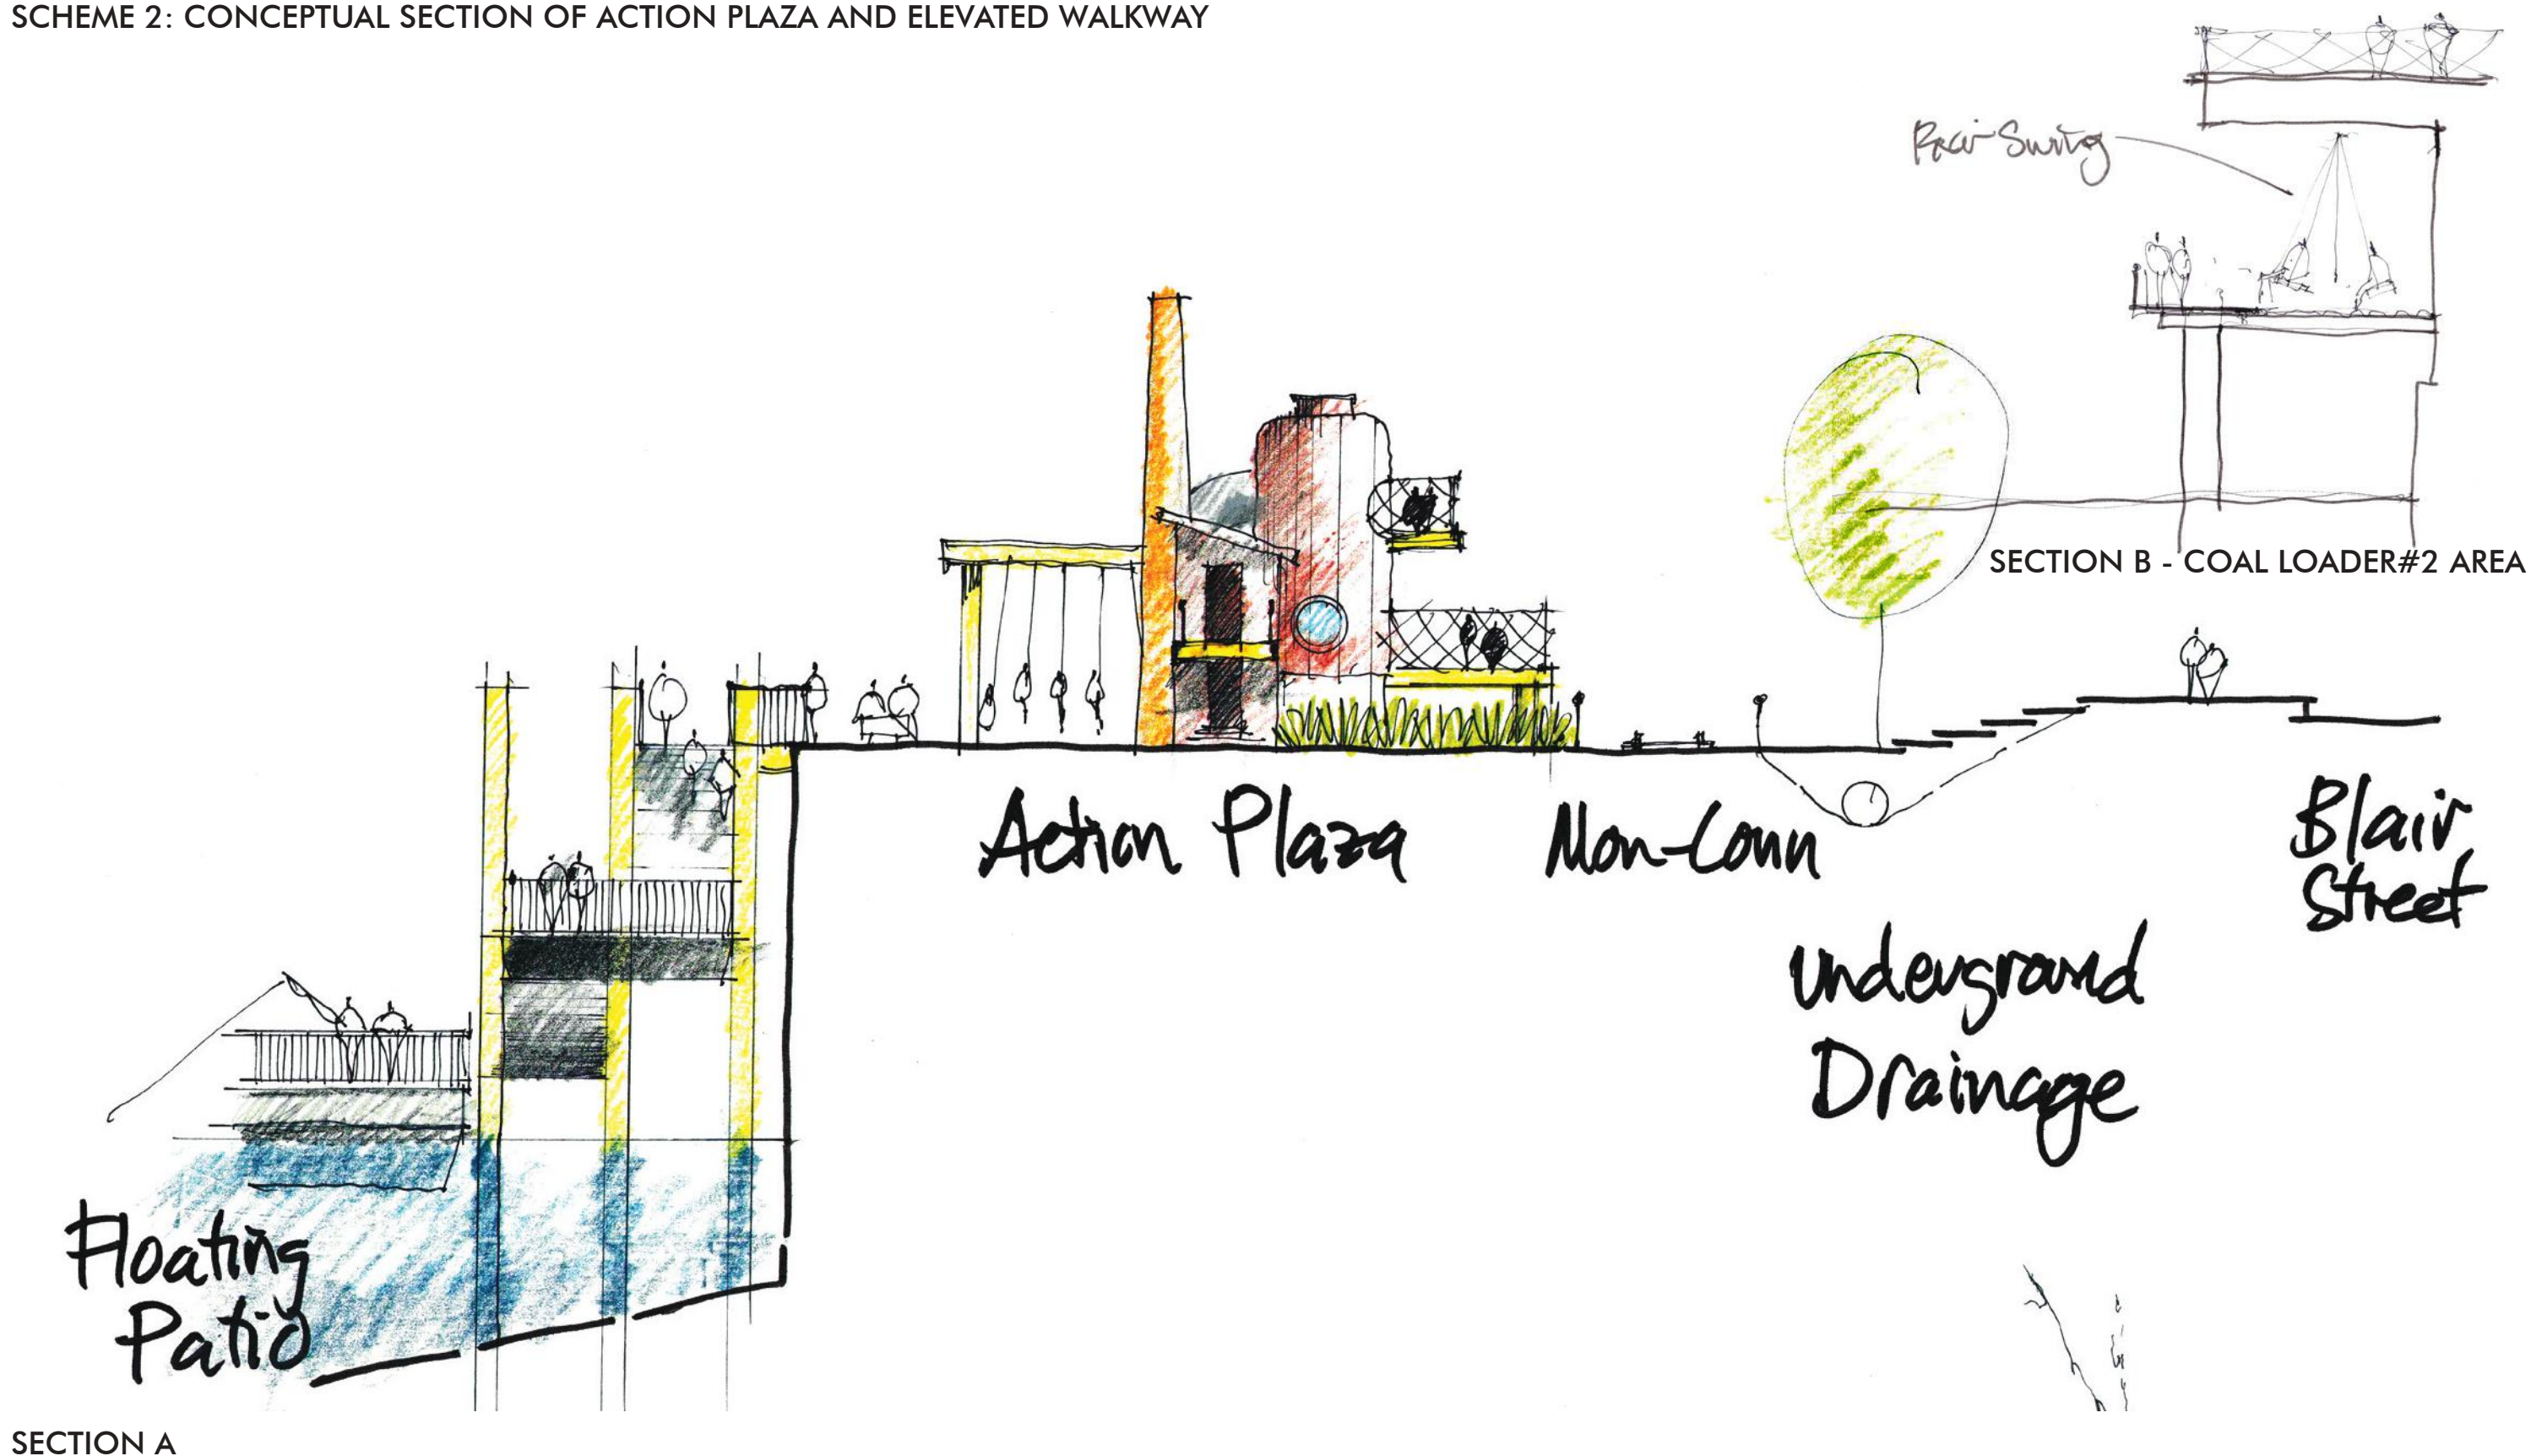 SCHEME 2: CONCEPTUAL SECTION OF ACTION PLAZA AND ELEVATED WALKWAY
Swing
SECTION B - COAL LOADER#2 AREA
Action Plaza
Mon-Conn
Blair
Street
Underground
Drainage
Floating
Patio
SECTION A